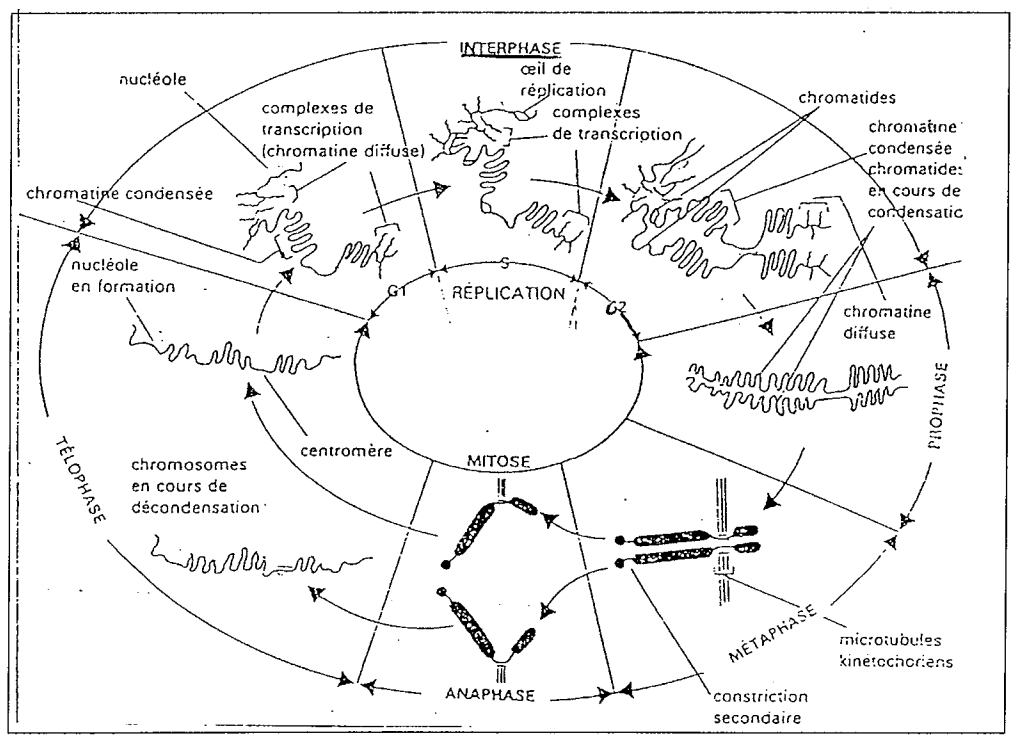 INTERPHASE
nucléole
œil de
réplication
complexes de
transcription
(chromatine diffuse)
complexes
de transcription
chromatides
chromatine
condensée
chromatides
en cours de
condensatic
chromatine condensée
nucléole
en formation
G1
S
RÉPLICATION
G2
chromatine
diffuse
PROPHASE
centromère
MITOSE
TÉLOPHASE
chromosomes
en cours de
décondensation
MÉTAPHASE
microtubules
kinétochoriens
ANAPHASE
constriction
secondaire